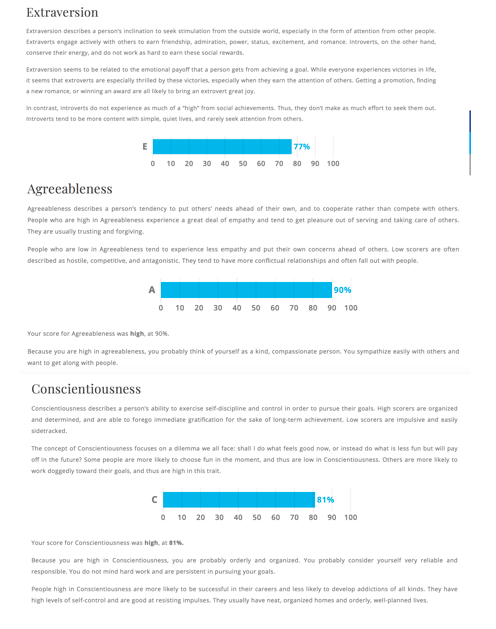 Extraversion
Extraversion describes a person's inclination to seek stimulation from the outside world, especially in the form of attention from other people.
Extraverts engage actively with others to earn friendship, admiration, power, status, excitement, and romance. Introverts, on the other hand,
conserve their energy, and do not work as hard to earn these social rewards.
Extraversion seems to be related to the emotional payoff that a person gets from achieving a goal. While everyone experiences victories in life,
it seems that extroverts are especially thrilled by these victories, especially when they earn the attention of others. Getting a promotion, finding
a new romance, or winning an award are all likely to bring an extrovert great joy.
In contrast, introverts do not experience as much of a "high" from social achievements. Thus, they don't make as much effort to seek them out.
Introverts tend to be more content with simple, quiet lives, and rarely seek attention from others.
E 77%
0 10 20 30 40 50 60 70 80 90 100
Agreeableness
Agreeableness describes a person's tendency to put others' needs ahead of their own, and to cooperate rather than compete with others.
People who are high in Agreeableness experience a great deal of empathy and tend to get pleasure out of serving and taking care of others.
They are usually trusting and forgiving.
People who are low in Agreeableness tend to experience less empathy and put their own concerns ahead of others. Low scorers are often
described as hostile, competitive, and antagonistic. They tend to have more conflictual relationships and often fall out with people.
A 90%
0 10 20 30 40 50 60 70 80 90 100
Your score for Agreeableness was high, at 90%.
Because you are high in agreeableness, you probably think of yourself as a kind, compassionate person. You sympathize easily with others and
want to get along with people.
Conscientiousness
Conscientiousness describes a person's ability to exercise self-discipline and control in order to pursue their goals. High scorers are organized
and determined, and are able to forego immediate gratification for the sake of long-term achievement. Low scorers are impulsive and easily
sidetracked.
The concept of Conscientiousness focuses on a dilemma we all face: shall I do what feels good now, or instead do what is less fun but will pay
off in the future? Some people are more likely to choose fun in the moment, and thus are low in Conscientiousness. Others are more likely to
work doggedly toward their goals, and thus are high in this trait.
C 81%
0 10 20 30 40 50 60 70 80 90 100
Your score for Conscientiousness was high, at 81%.
Because you are high in Conscientiousness, you are probably orderly and organized. You probably consider yourself very reliable and
responsible. You do not mind hard work and are persistent in pursuing your goals.
People high in Conscientiousness are more likely to be successful in their careers and less likely to develop addictions of all kinds. They have
high levels of self-control and are good at resisting impulses. They usually have neat, organized homes and orderly, well-planned lives.